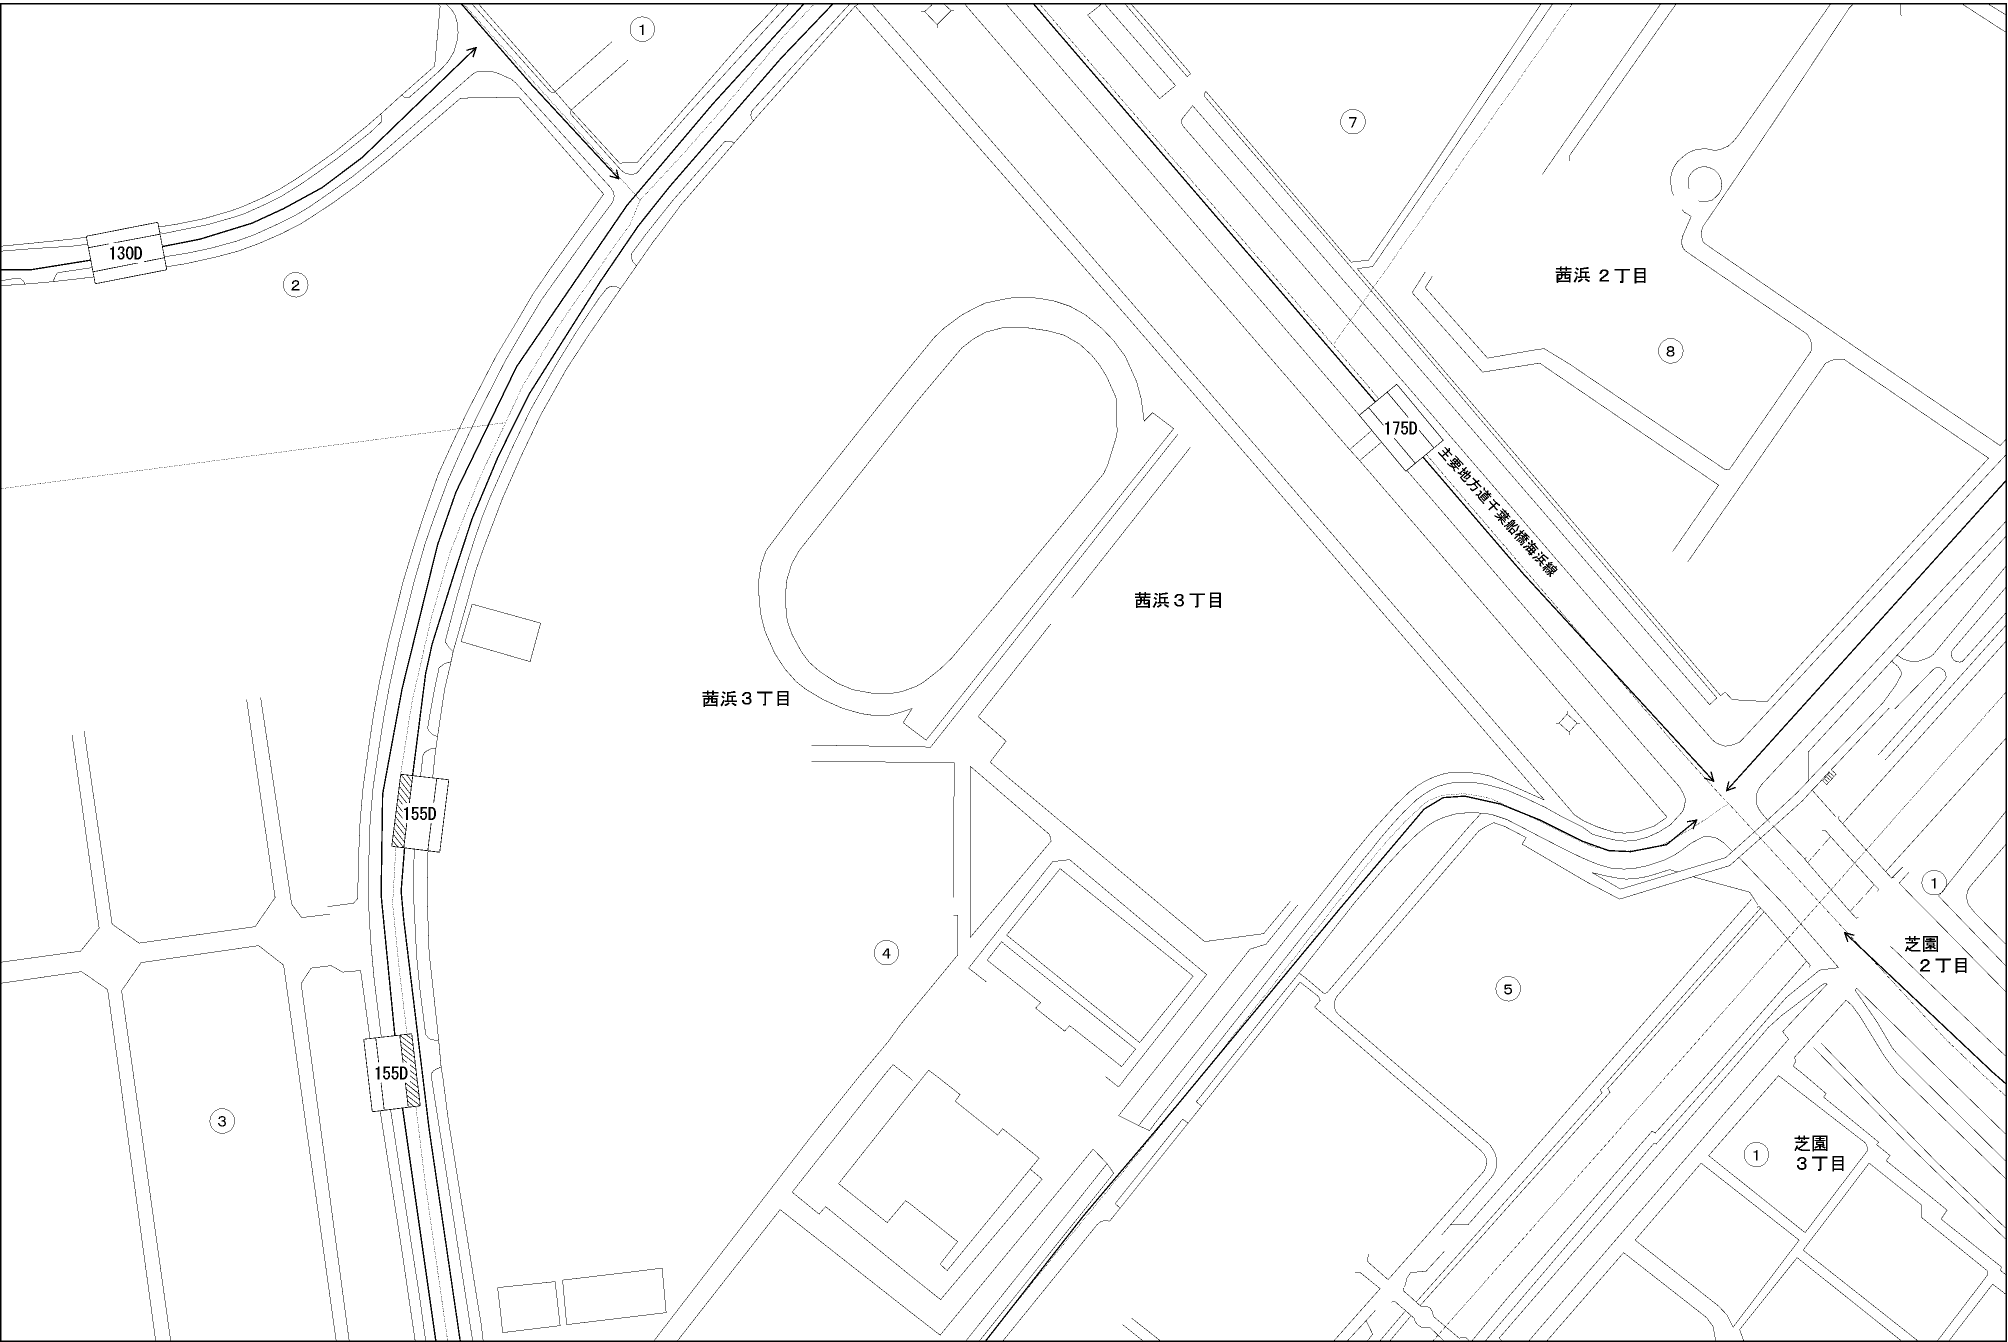 ①
⑦
130D
②
茜浜 2丁目
⑧
175D
主要地方道千葉船橋海浜線
茜浜3丁目
茜浜3丁目
155D
①
④
芝園
2丁目
⑤
155D
③
①
芝園
3丁目